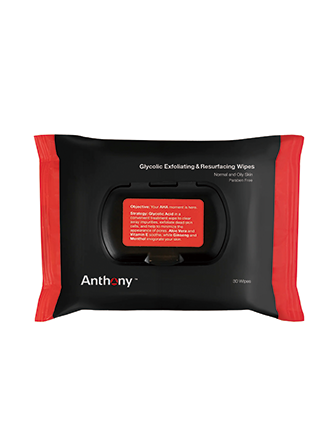 Glycolic Exfoliating & Resurfacing Wipes
Normal and Oily Skin
Paraben Free
Objective: Your AHA moment is here.
Strategy: Glycolic Acid in a
convenient treatment wipe to clear
away impurities, exfoliate dead skin
cells, and help to minimize the
appearance of pores. Aloe Vera and
Vitamin C soothe, while Ginseng and
Menthol invigorate your skin.
Anthony™
30 Wipes